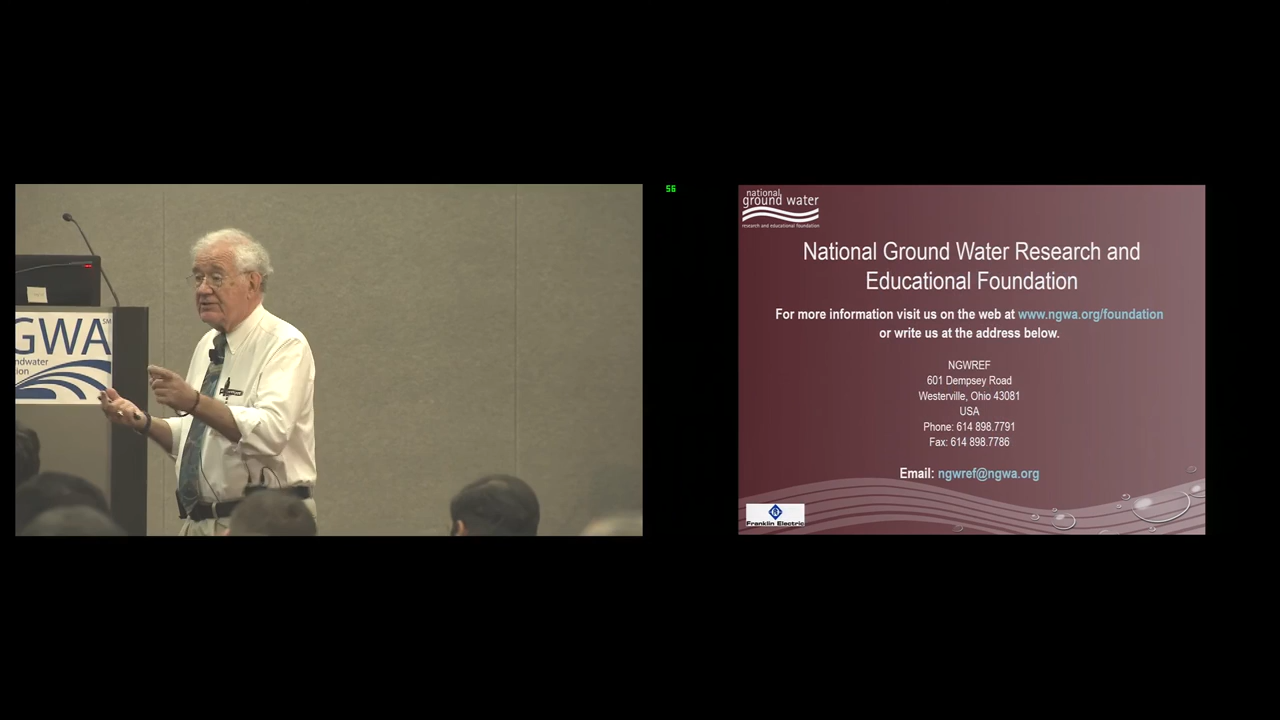 GWA
ndwater
ion
56
national
ground water
research and educational foundation
National Ground Water Research and
Educational Foundation
For more information visit us on the web at www.ngwa.org/foundation
or write us at the address below.
NGWREF
601 Dempsey Road
Westerville, Ohio 43081
USA
Phone: 614 898.7791
Fax: 614 898.7786
Email: ngwref@ngwa.org
Franklin Electric